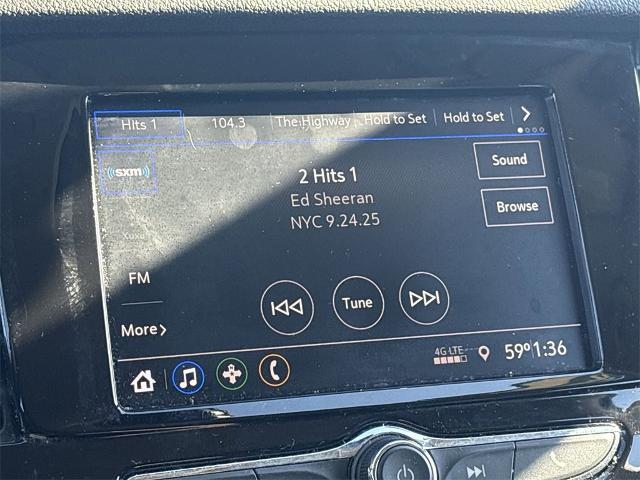 Hits 1 104.3 The Highway Hold to Set Hold to Set
sxm
2 Hits 1
Sound
Ed Sheeran
Browse
NYC 9.24.25
FM
Tune
More
4G LTE
59° 1:36